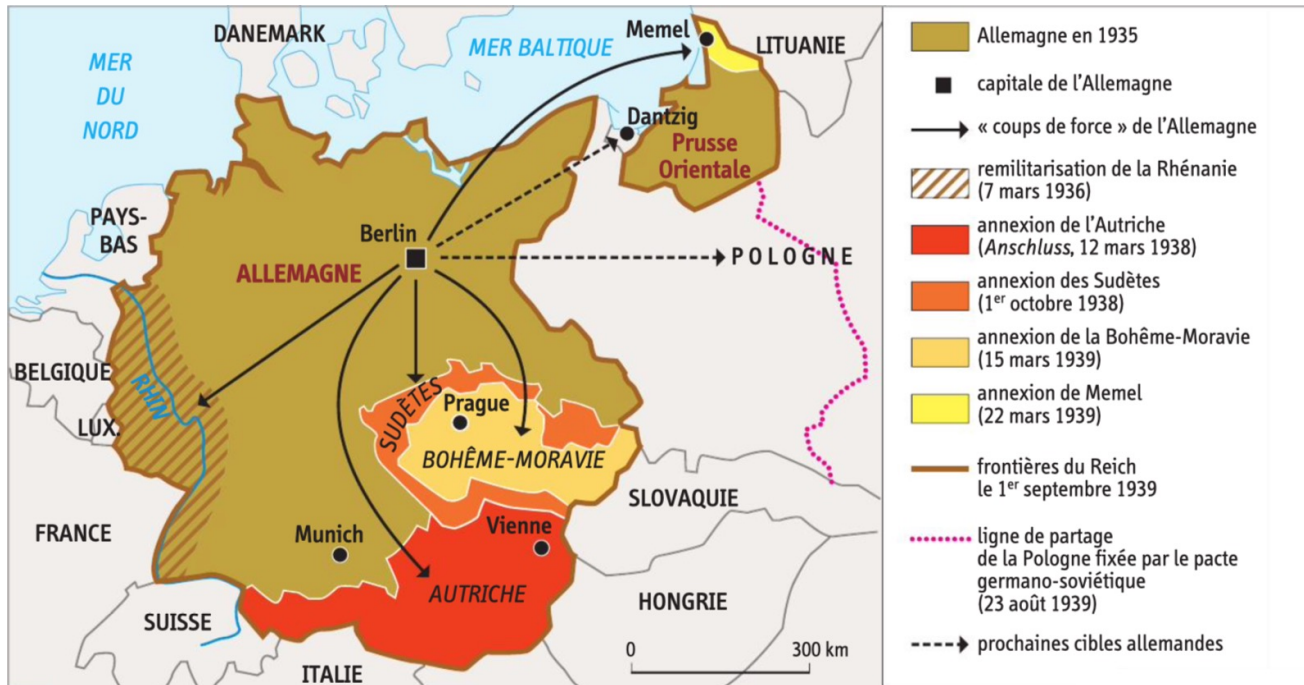 DANEMARK
MER BALTIQUE
Memel
LITUANIE
MER
DU
NORD
Dantzig
Prusse
Orientale
PAYS-
BAS
Berlin
ALLEMAGNE
POLOGNE
BELGIQUE
RHIN
LUX.
SUDÈTES
Prague
BOHÊME-MORAVIE
SLOVAQUIE
FRANCE
Munich
Vienne
AUTRICHE
HONGRIE
SUISSE
ITALIE
0 300 km
Allemagne en 1935
capitale de l'Allemagne
« coups de force » de l'Allemagne
remilitarisation de la Rhénanie
(7 mars 1936)
annexion de l'Autriche
(Anschluss, 12 mars 1938)
annexion des Sudètes
(1er octobre 1938)
annexion de la Bohême-Moravie
(15 mars 1939)
annexion de Memel
(22 mars 1939)
frontières du Reich
le 1er septembre 1939
ligne de partage
de la Pologne fixée par le pacte
germano-soviétique
(23 août 1939)
prochaines cibles allemandes